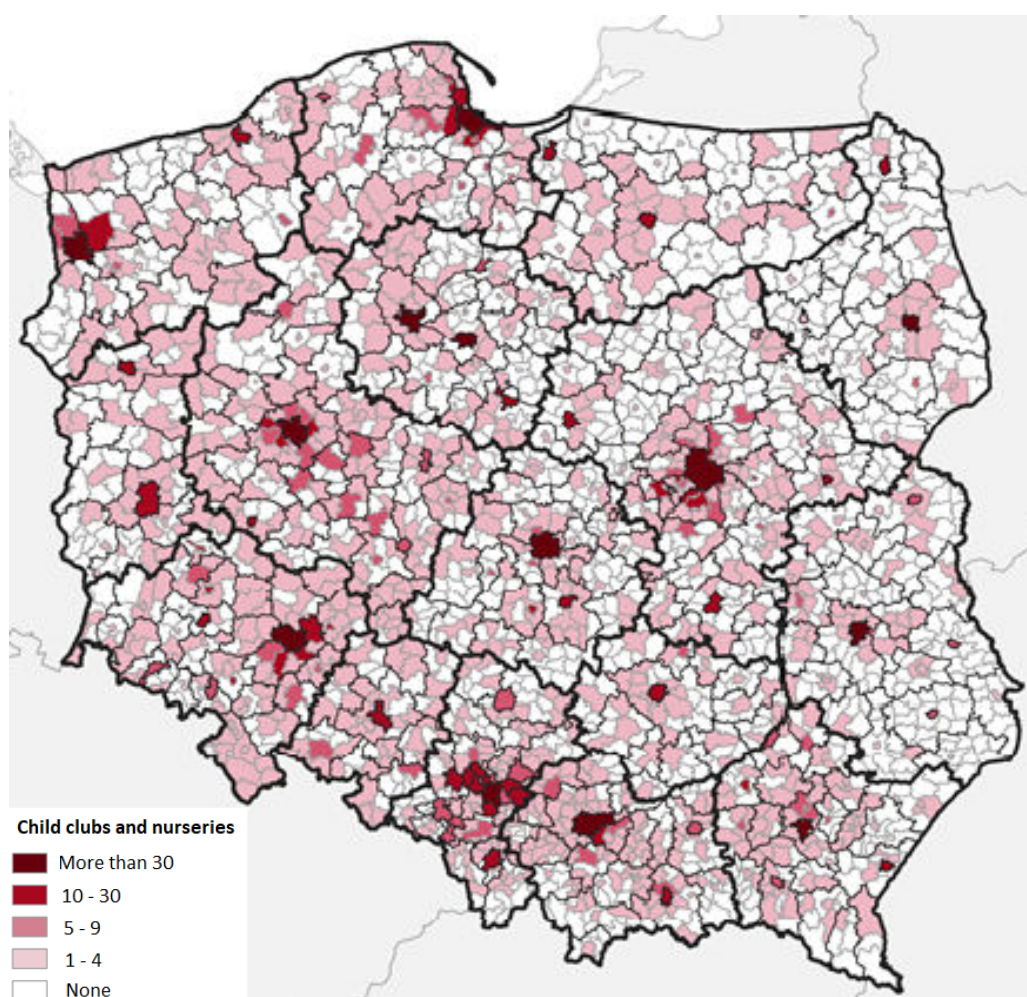 Child clubs and nurseries
More than 30
10 - 30
5 - 9
1 - 4
None